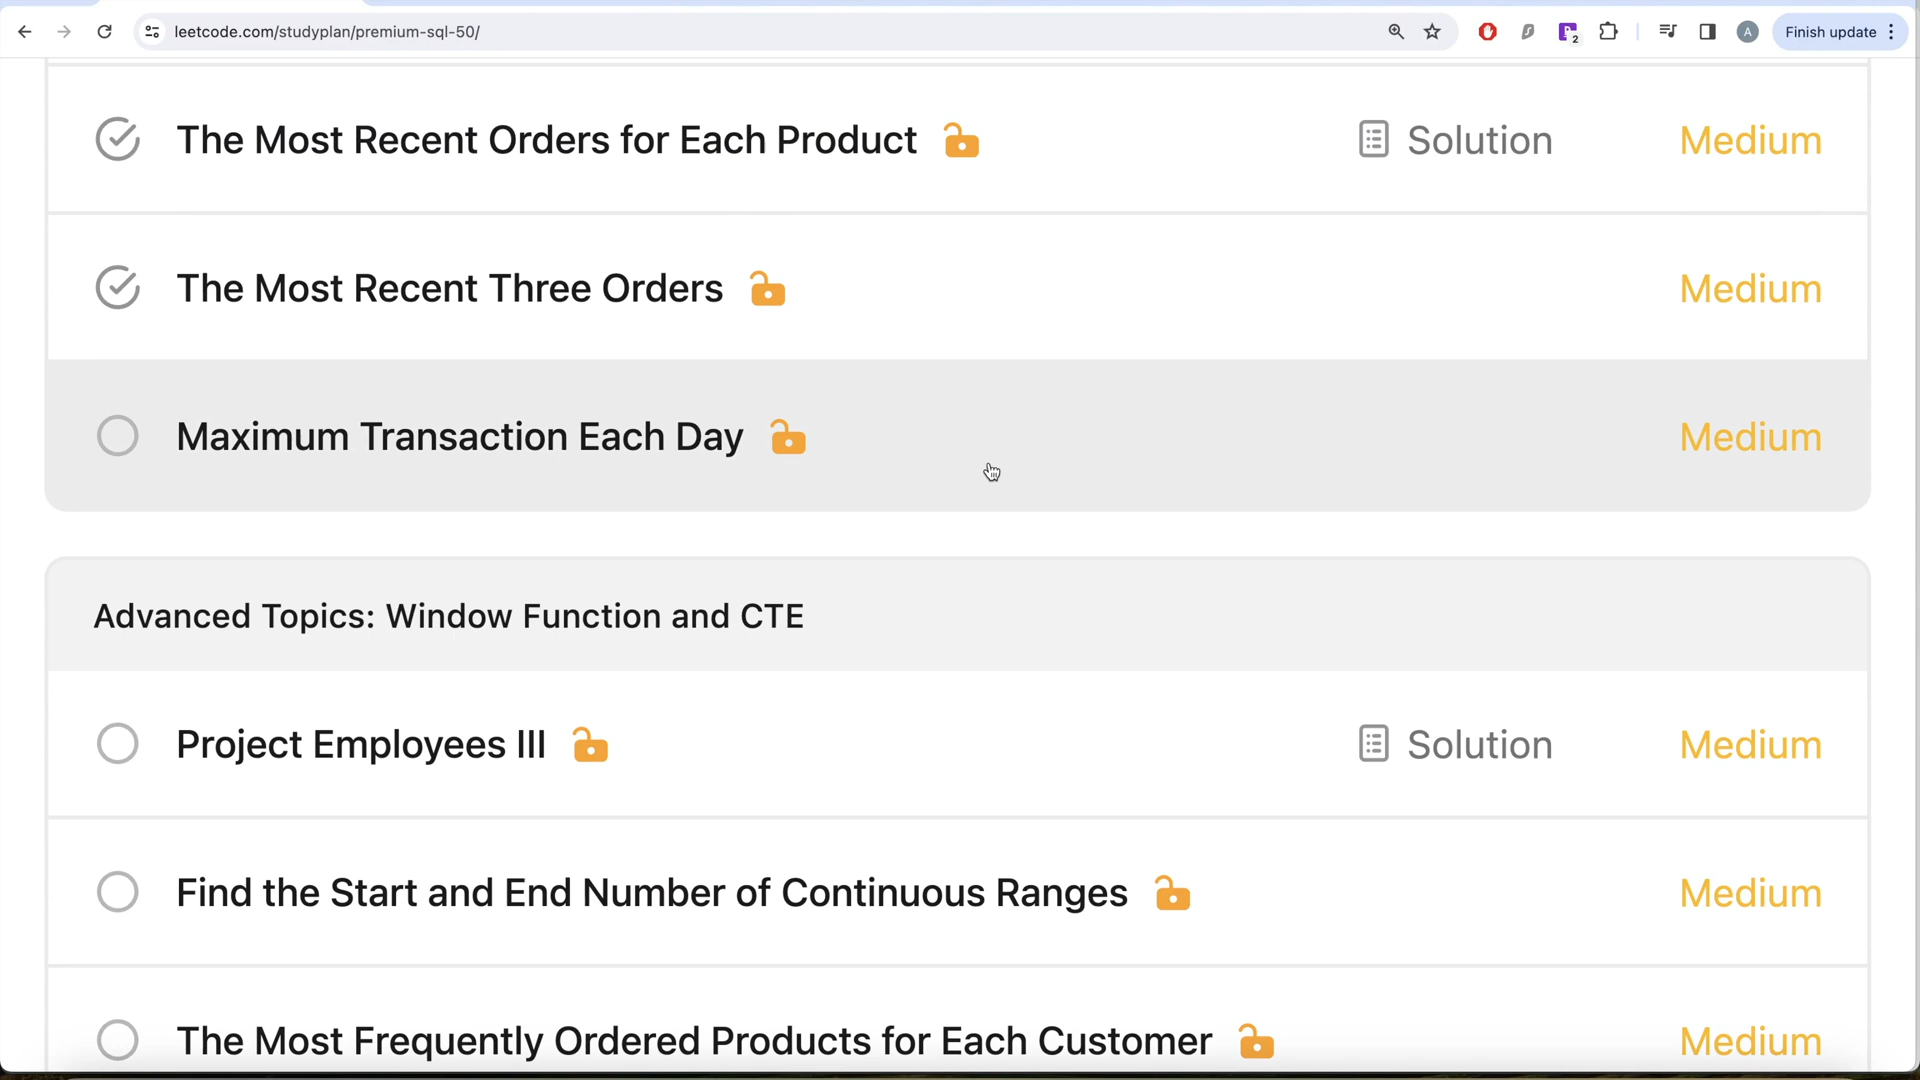 leetcode.com/studyplan/premium-sql-50/
2
A
Finish update
The Most Recent Orders for Each Product
Solution
Medium
The Most Recent Three Orders
Medium
Maximum Transaction Each Day
Medium
Advanced Topics: Window Function and CTE
Project Employees III
Solution
Medium
Find the Start and End Number of Continuous Ranges
Medium
The Most Frequently Ordered Products for Each Customer
Medium